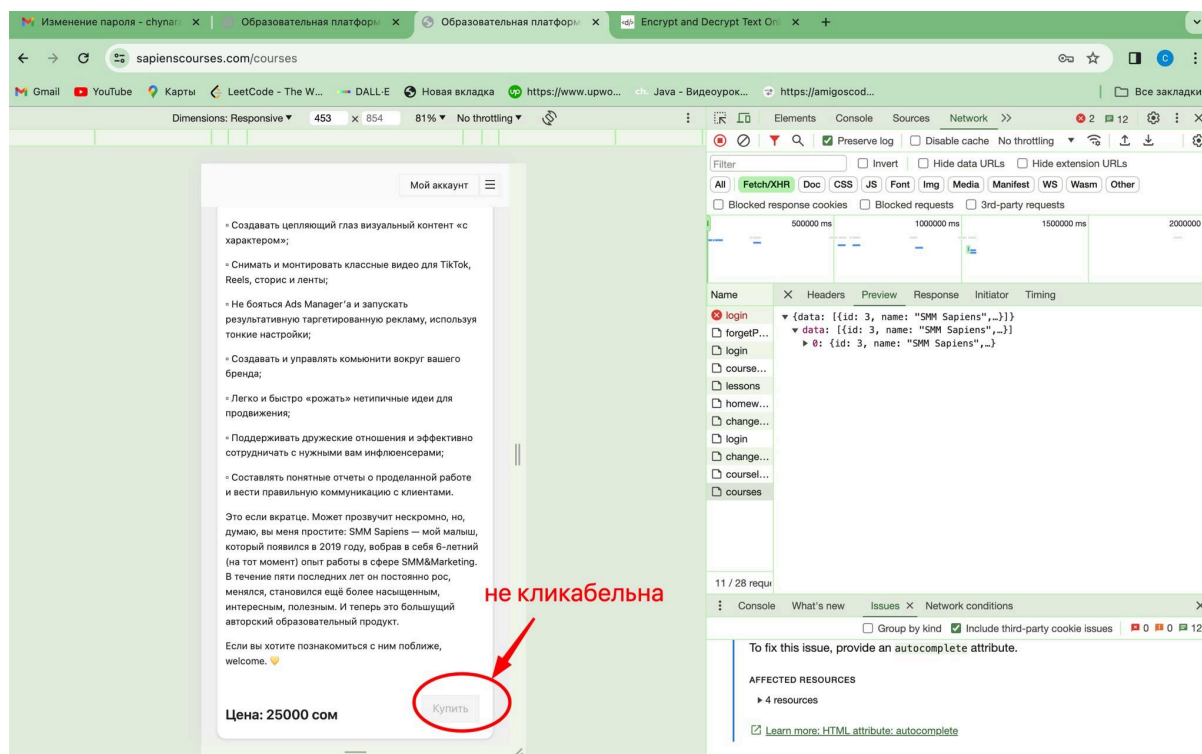 Изменение пароля - chynar
Образовательная платформ
Образовательная платформ
Encrypt and Decrypt Text On
sapienscourses.com/courses
Gmail YouTube Карты LeetCode - The W... DALL·E Новая вкладка https://www.upwo... Java - Видеоурок... https://amigoscod... Все закладки
Dimensions: Responsive 453 x 854 81% No throttling
Elements Console Sources Network 2 12
Preserve log Disable cache No throttling
Filter Invert Hide data URLs Hide extension URLs
All Fetch/XHR Doc CSS JS Font Img Media Manifest WS Wasm Other
Blocked response cookies Blocked requests 3rd-party requests
500000 ms 1000000 ms 1500000 ms 2000000
Мой аккаунт
▫ Создавать цепляющий глаз визуальный контент «с
характером»;
▫ Снимать и монтировать классные видео для TikTok,
Reels, сторис и ленты;
▫ Не бояться Ads Manager'a и запускать
результативную таргетированную рекламу, используя
тонкие настройки;
▫ Создавать и управлять комьюнити вокруг вашего
бренда;
▫ Легко и быстро «рожать» нетипичные идеи для
продвижения;
▫ Поддерживать дружеские отношения и эффективно
сотрудничать с нужными вам инфлюенсерами;
▫ Составлять понятные отчеты о проделанной работе
и вести правильную коммуникацию с клиентами.
Это если вкратце. Может прозвучит нескромно, но,
думаю, вы меня простите: SMM Sapiens — мой малыш,
который появился в 2019 году, вобрав в себя 6-летний
(на тот момент) опыт работы в сфере SMM&Marketing.
В течение пяти последних лет он постоянно рос,
менялся, становился ещё более насыщенным,
интересным, полезным. И теперь это большущий
авторский образовательный продукт.
Если вы хотите познакомиться с ним поближе,
welcome.
Цена: 25000 сом
Купить
не кликабельна
Name Headers Preview Response Initiator Timing
login
forgetP...
login
course...
lessons
homew...
change...
login
change...
coursel...
courses
▼ {data: [{id: 3, name: "SMM Sapiens",…}]}
▼ data: [{id: 3, name: "SMM Sapiens",…}]
▶ 0: {id: 3, name: "SMM Sapiens",…}
11 / 28 reque
Console What's new Issues Network conditions
Group by kind Include third-party cookie issues 0 0 12
To fix this issue, provide an autocomplete attribute.
AFFECTED RESOURCES
▶ 4 resources
Learn more: HTML attribute: autocomplete